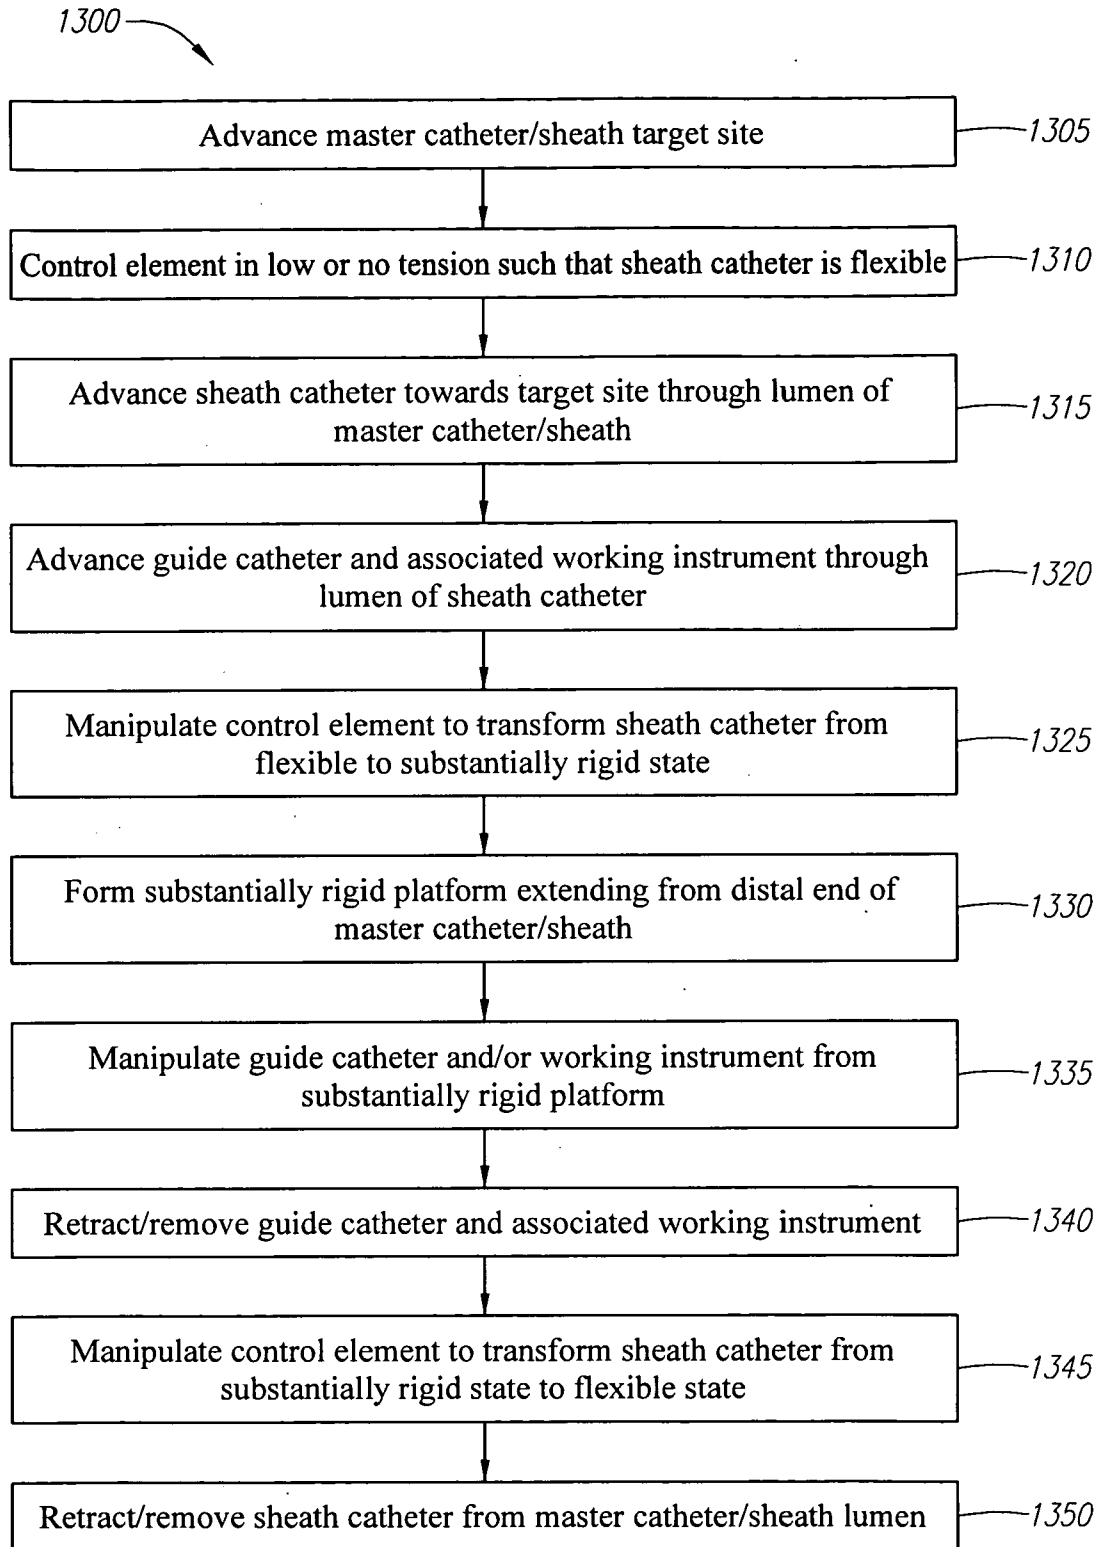 1300
Advance master catheter/sheath target site
1305
Control element in low or no tension such that sheath catheter is flexible
1310
Advance sheath catheter towards target site through lumen of
master catheter/sheath
1315
Advance guide catheter and associated working instrument through
lumen of sheath catheter
1320
Manipulate control element to transform sheath catheter from
flexible to substantially rigid state
1325
Form substantially rigid platform extending from distal end of
master catheter/sheath
1330
Manipulate guide catheter and/or working instrument from
substantially rigid platform
1335
Retract/remove guide catheter and associated working instrument
1340
Manipulate control element to transform sheath catheter from
substantially rigid state to flexible state
1345
Retract/remove sheath catheter from master catheter/sheath lumen
1350